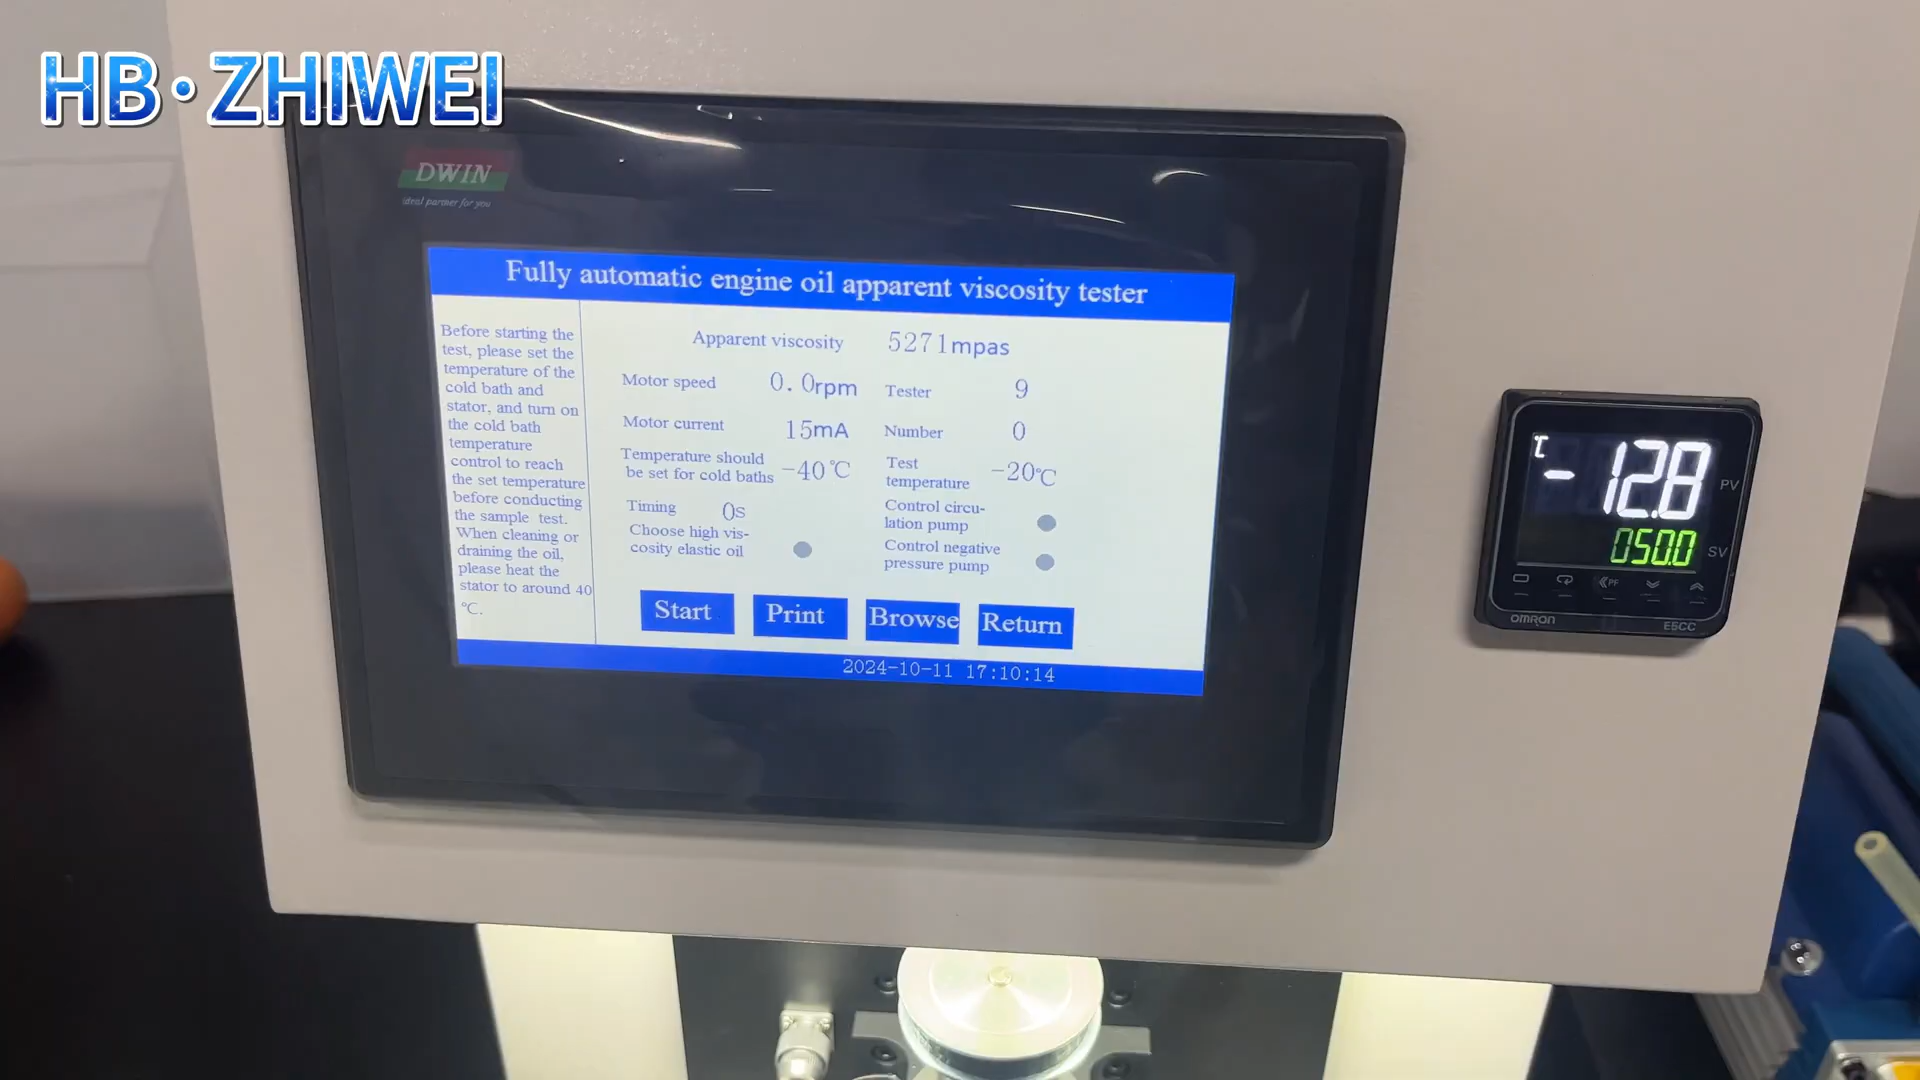 HB·ZHIWEI
DWIN
ideal partner for you
Fully automatic engine oil apparent viscosity tester
Before starting the
test, please set the
temperature of the
cold bath and
stator, and turn on
the cold bath
temperature
control to reach
the set temperature
before conducting
the sample test.
When cleaning or
draining the oil,
please heat the
stator to around 40
℃.
Apparent viscosity 5271mpas
Motor speed 0.0rpm
Tester 9
Motor current 15mA
Number 0
Temperature should
be set for cold baths -40℃
Test
temperature -20℃
Timing 0s
Control circu-
lation pump
Choose high vis-
cosity elastic oil
Control negative
pressure pump
Start Print Browse Return
2024-10-11 17:10:14
℃
-12.8 PV
050.0 SV
PF
OMRON E5CC